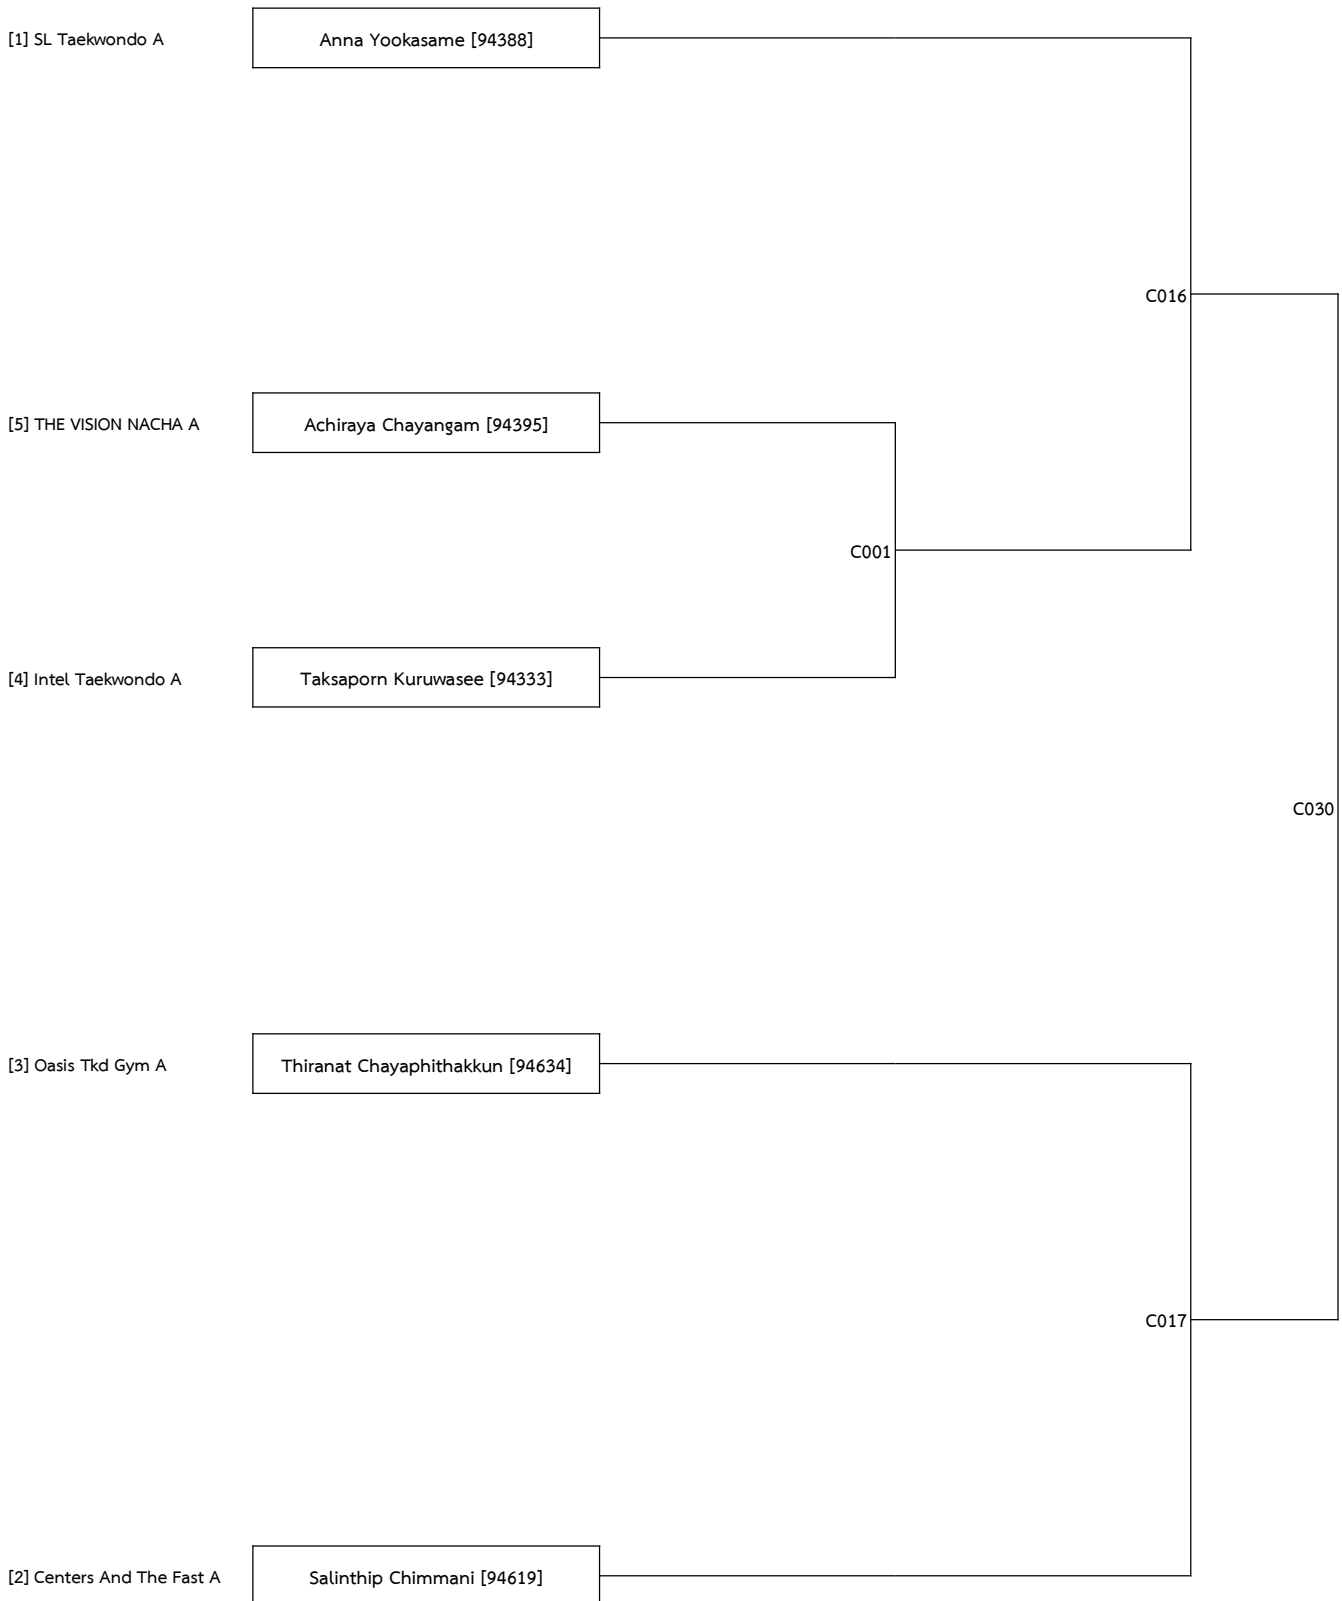 [1] SL Taekwondo A
Anna Yookasame [94388]
C016
[5] THE VISION NACHA A
Achiraya Chayangam [94395]
C001
[4] Intel Taekwondo A
Taksaporn Kuruwasee [94333]
C030
[3] Oasis Tkd Gym A
Thiranat Chayaphithakkun [94634]
C017
[2] Centers And The Fast A
Salinthip Chimmani [94619]